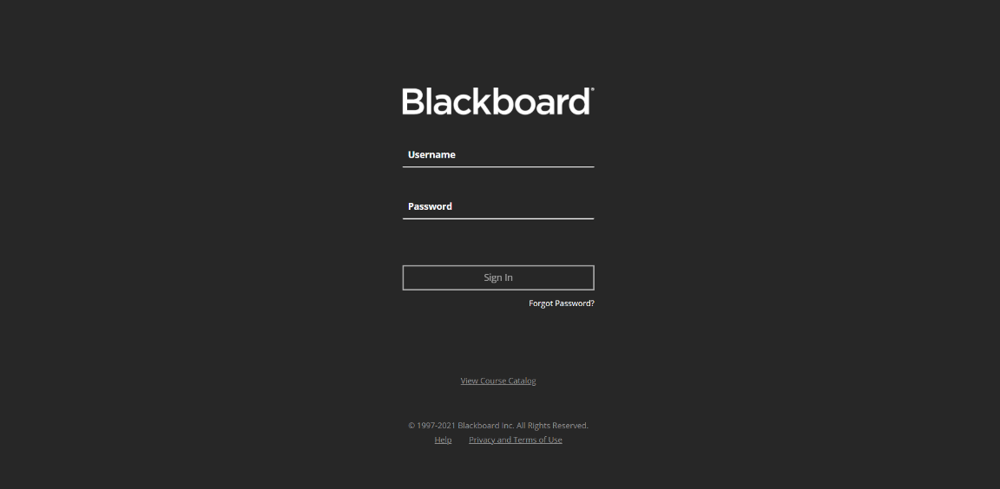 Blackboard®
Username
Password
Sign In
Forgot Password?
View Course Catalog
© 1997-2021 Blackboard Inc. All Rights Reserved.
Help Privacy and Terms of Use